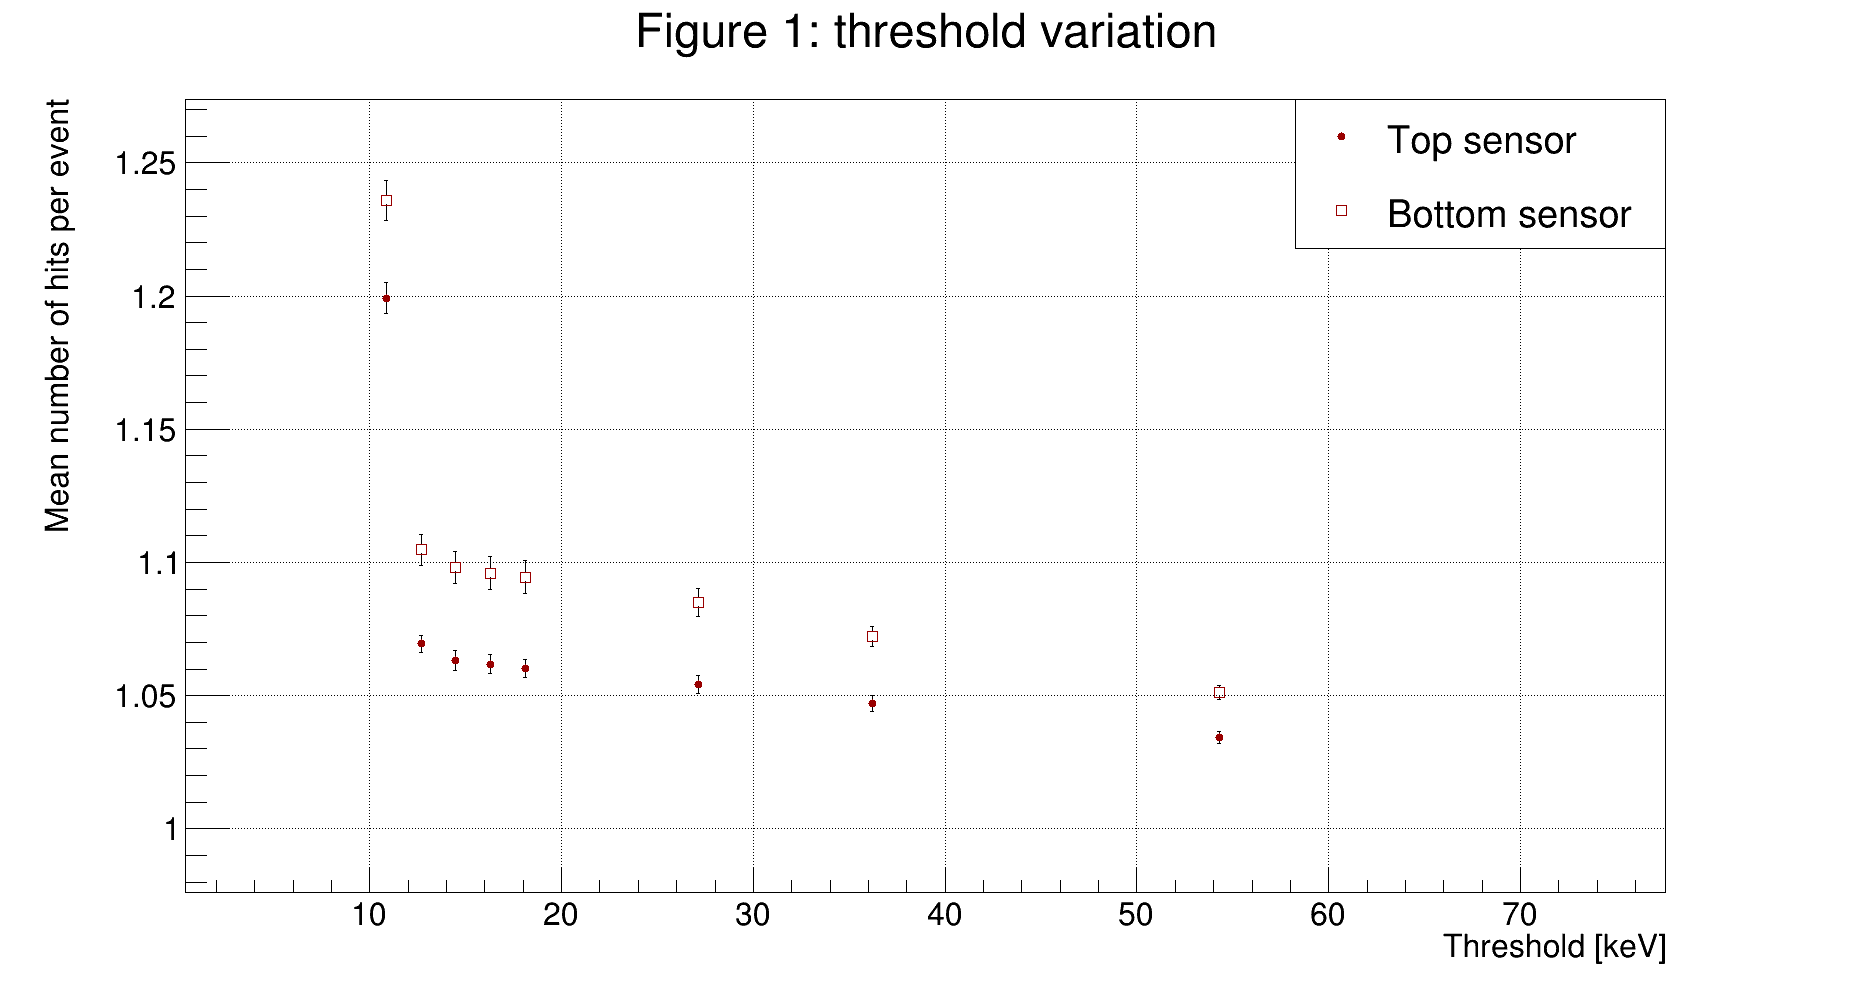 Figure 1: threshold variation
Mean number of hits per event
1.25
1.2
1.15
1.1
1.05
1
Top sensor
Bottom sensor
10 20 30 40 50 60 70
Threshold [keV]